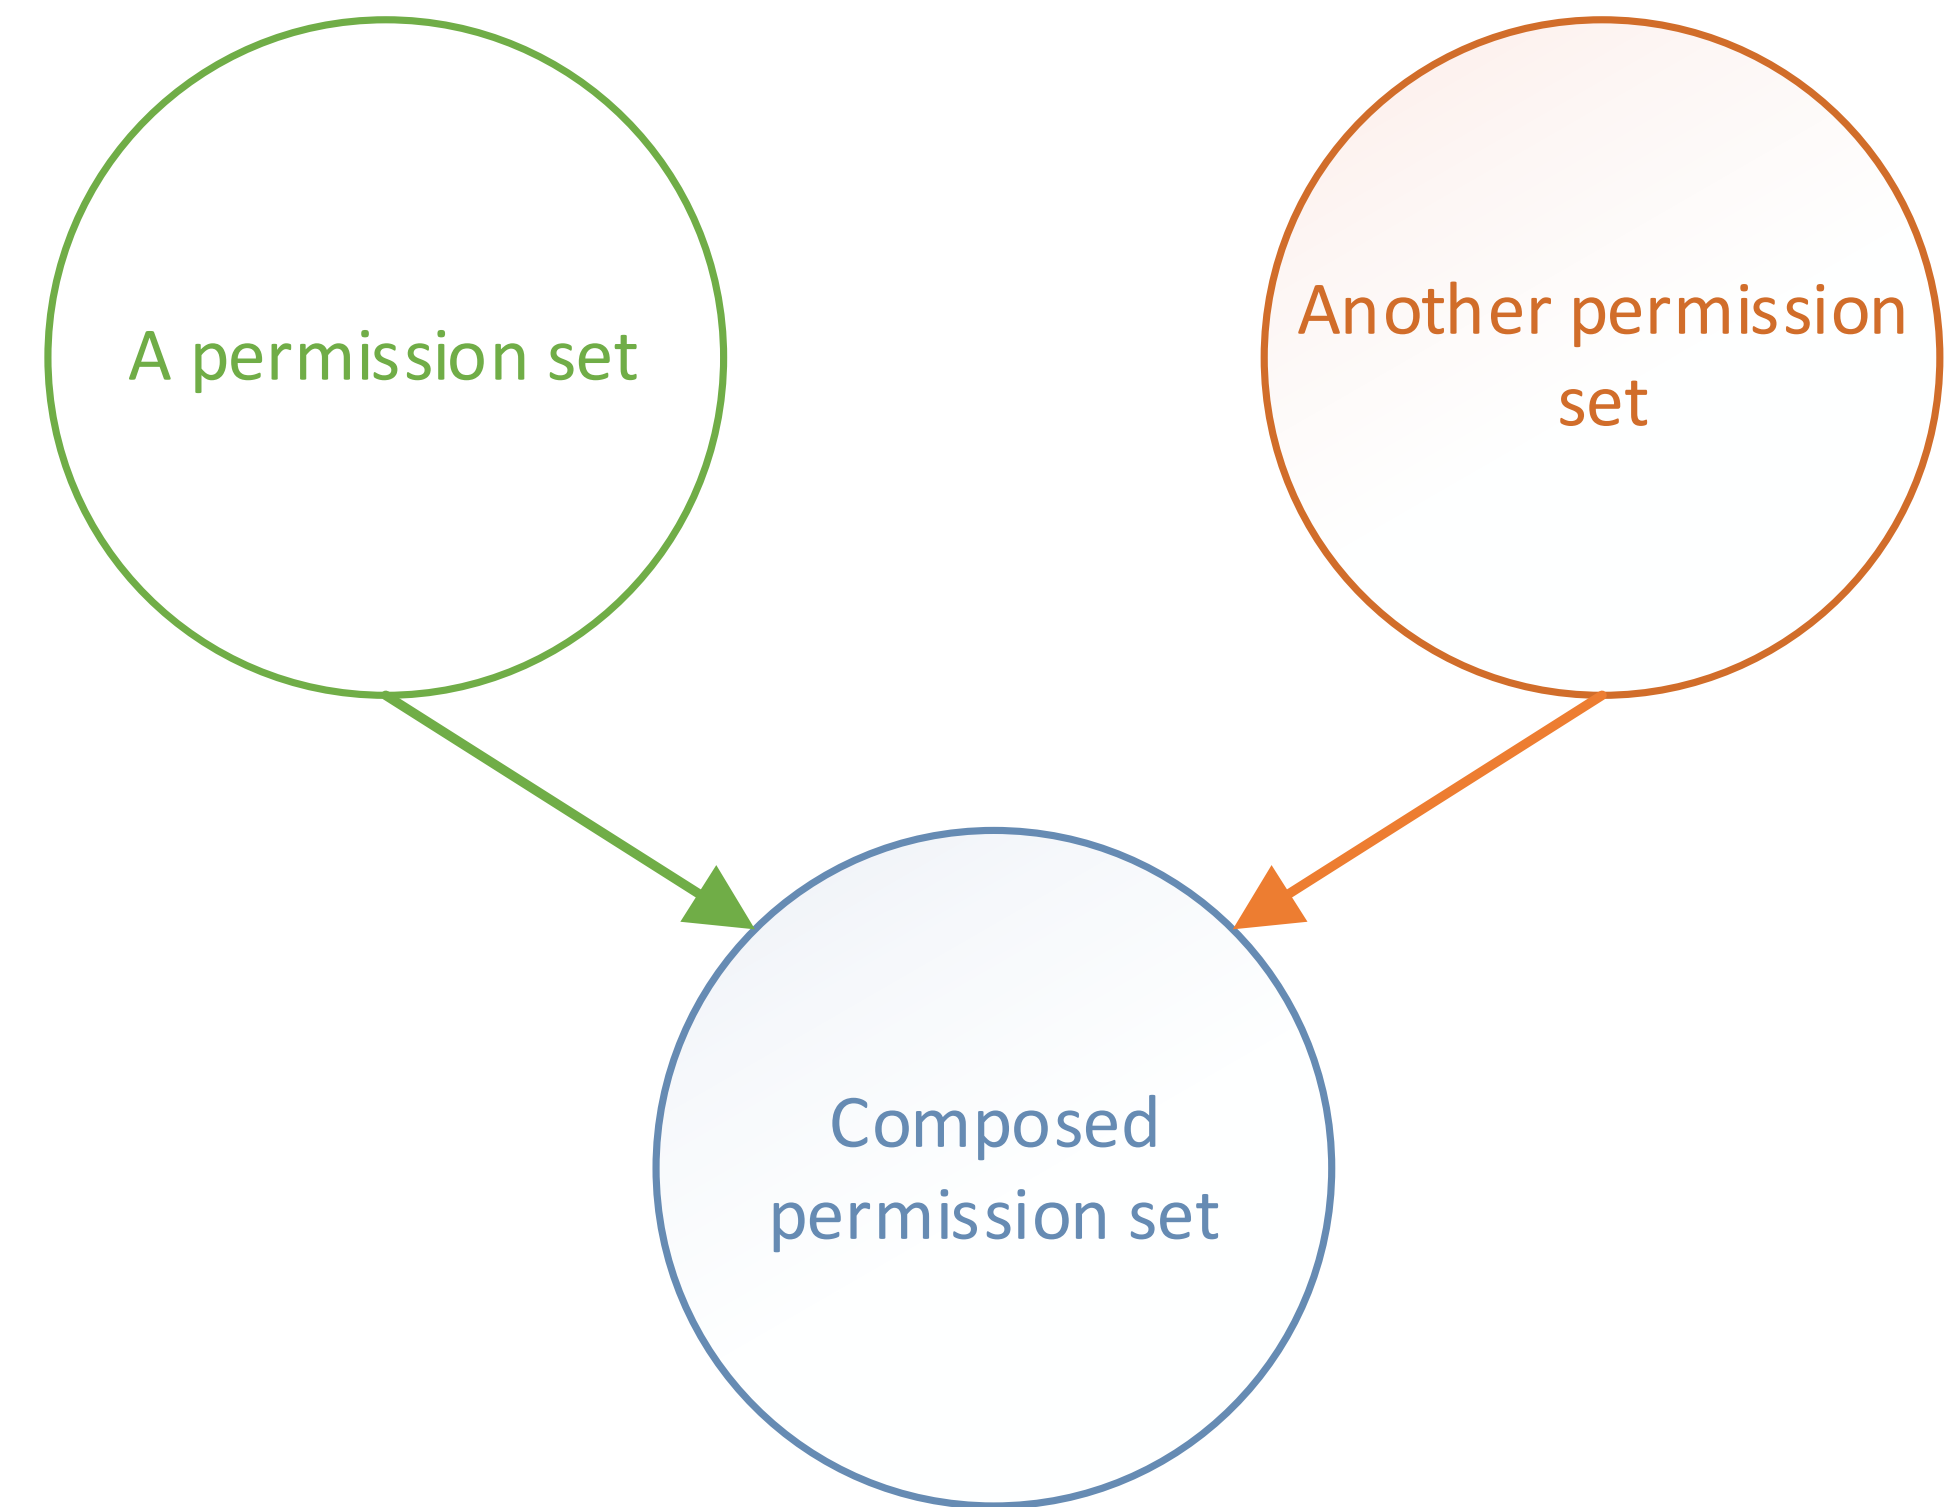 A permission set
Another permission
set
Composed
permission set